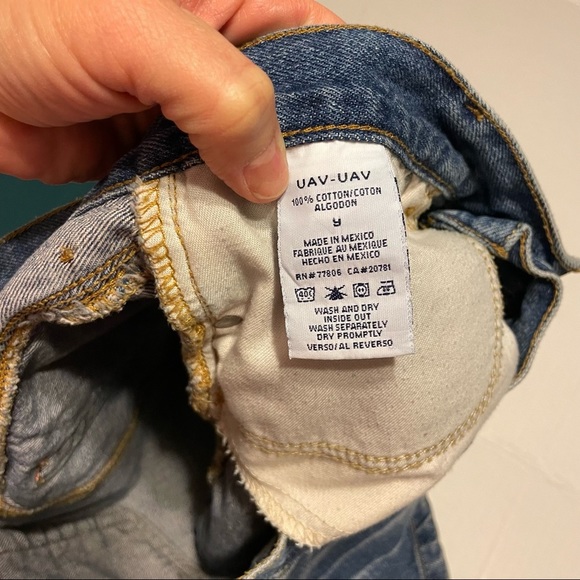 UAV-UAV
100% COTTON/COTON
ALGODON
y
MADE IN MEXICO
FABRIQUE AU MEXIQUE
HECHO EN MEXICO
RN#77806 CA#20781
40C
WASH AND DRY
INSIDE OUT
WASH SEPARATELY
DRY PROMPTLY
VERSO/AL REVERSO